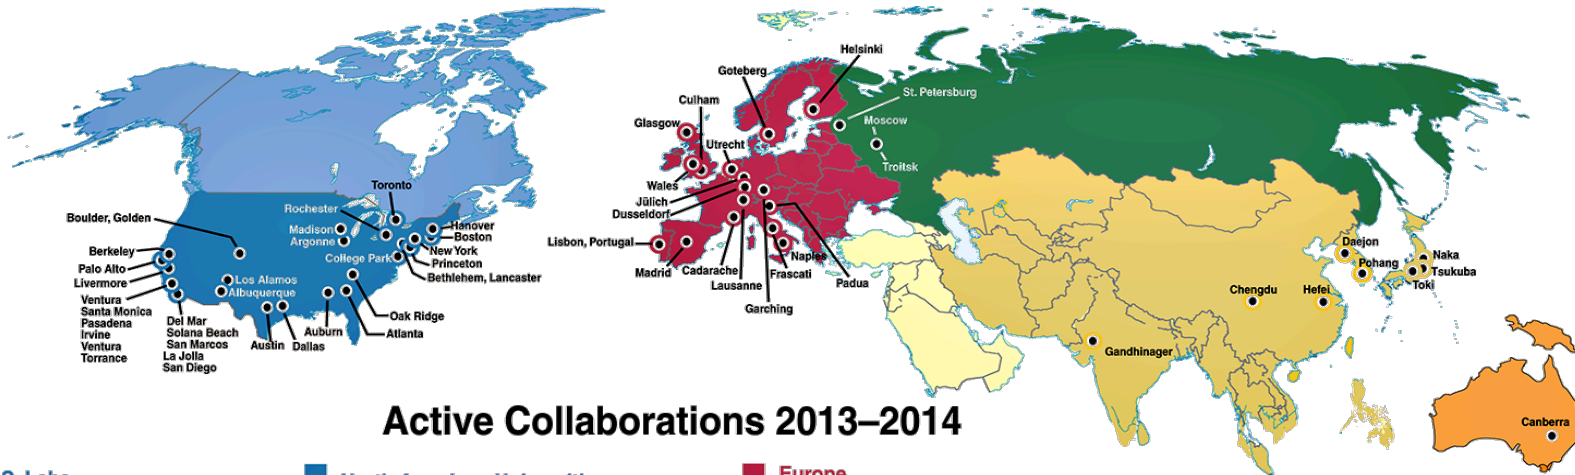 Helsinki
Goteborg
St. Petersburg
Culham
Moscow
Glasgow
Utrecht
Troitsk
Wales
Toronto
Jülich
Rochester
Dusseldorf
Boulder, Golden
Madison
Hanover
Argonne
Boston
Lisbon, Portugal
Daejon
Berkeley
New York
Naples
Naka
College Park
Princeton
Pohang
Palo Alto
Madrid
Cadarache
Frascati
Tsukuba
Bethlehem, Lancaster
Livermore
Los Alamos
Lausanne
Padua
Toki
Albuquerque
Chengdu
Hefei
Ventura
Santa Monica
Pasadena
Irvine
Ventura
Torrance
Garching
Oak Ridge
Del Mar
Solana Beach
San Marcos
La Jolla
San Diego
Auburn
Atlanta
Austin
Dallas
Gandhinager
Active Collaborations 2013–2014
Canberra
Europe